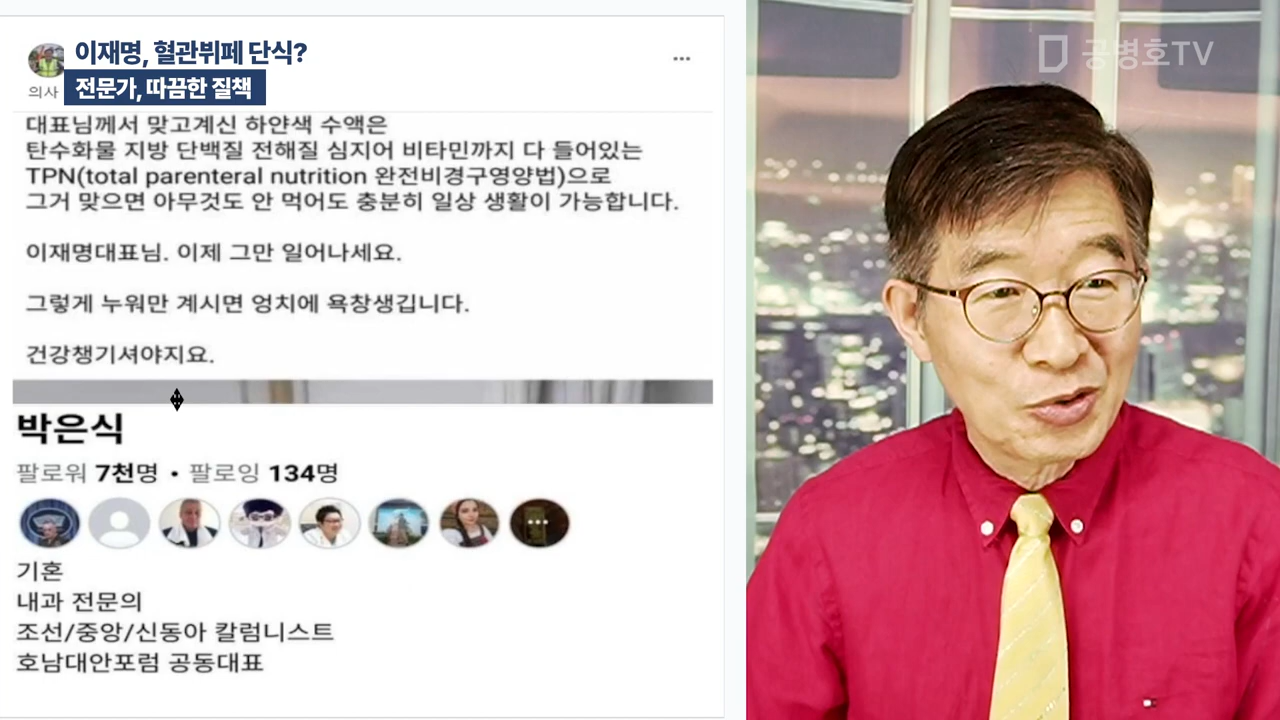 이재명, 혈관뷔페 단식?
전문가, 따끔한 질책
의사
대표님께서 맞고계신 하얀색 수액은
탄수화물 지방 단백질 전해질 심지어 비타민까지 다 들어있는
TPN(total parenteral nutrition 완전비경구영양법)으로
그거 맞으면 아무것도 안 먹어도 충분히 일상 생활이 가능합니다.
이재명대표님. 이제 그만 일어나세요.
그렇게 누워만 계시면 엉치에 욕창생깁니다.
건강챙기셔야지요.
박은식
팔로워 7천명 • 팔로잉 134명
기혼
내과 전문의
조선/중앙/신동아 칼럼니스트
호남대안포럼 공동대표
공병호TV